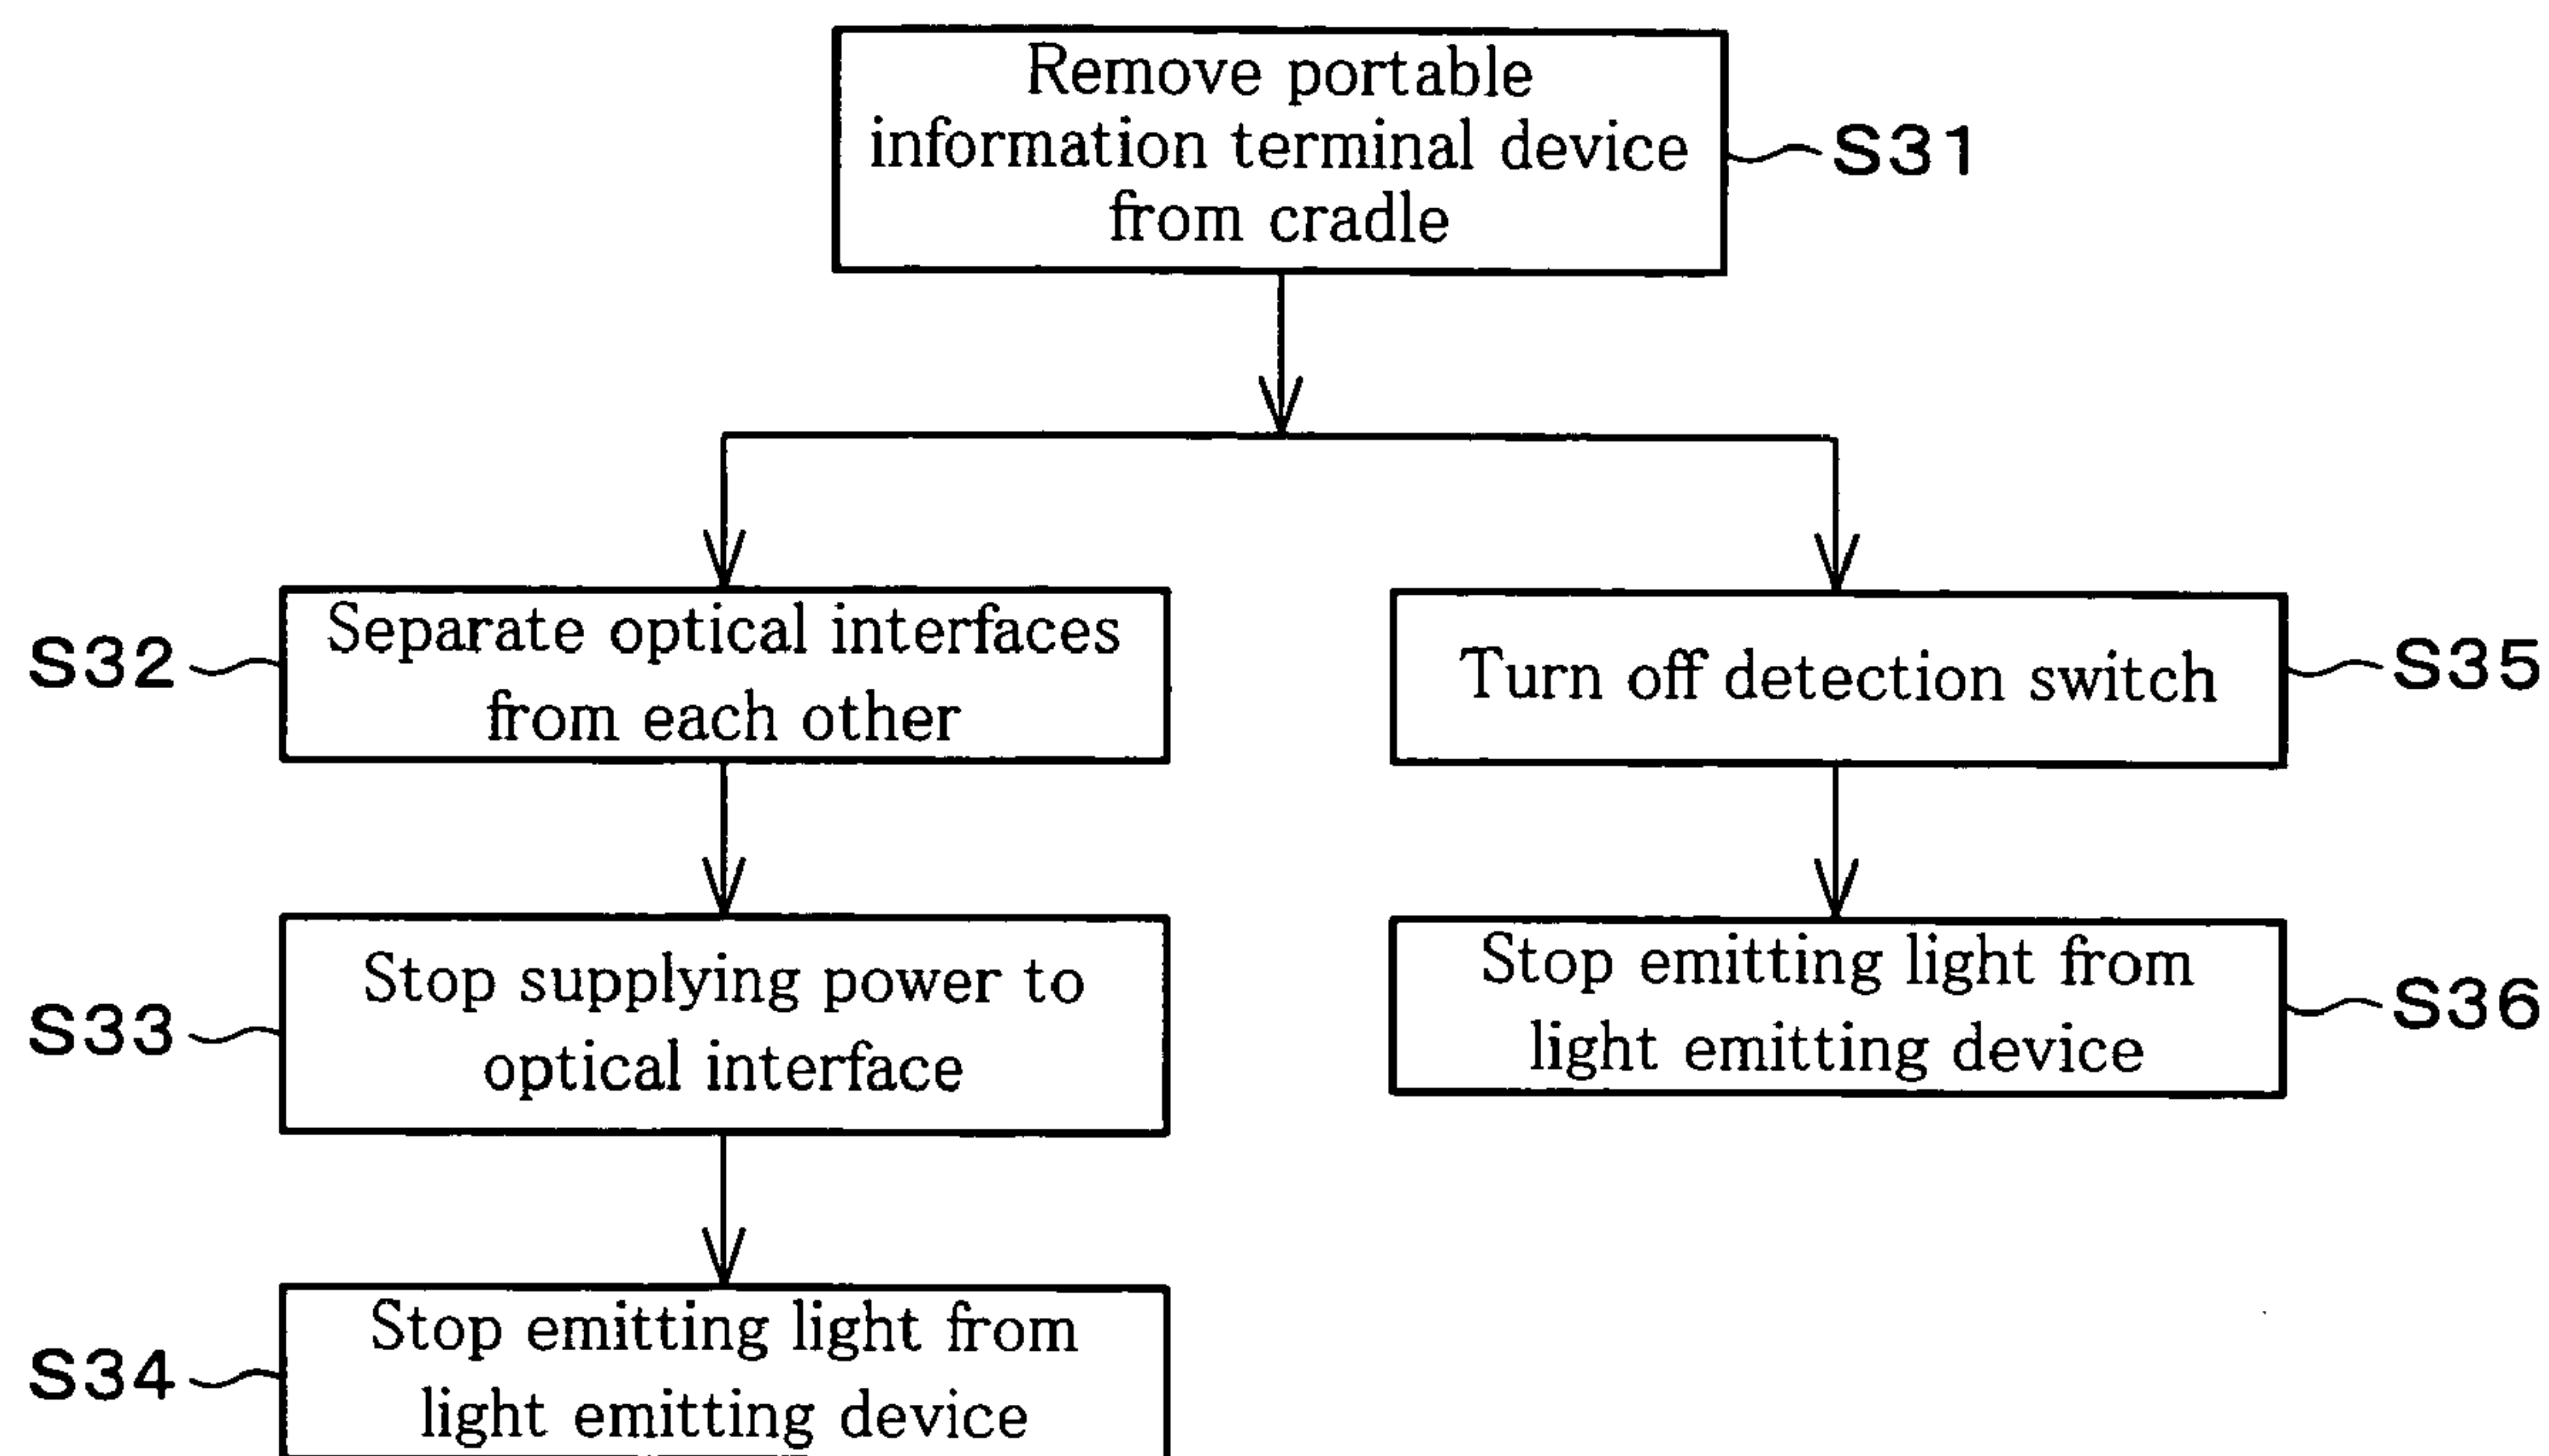 Remove portable
information terminal device
from cradle
S31
S32
Separate optical interfaces
from each other
Turn off detection switch
S35
S33
Stop supplying power to
optical interface
Stop emitting light from
light emitting device
S36
S34
Stop emitting light from
light emitting device